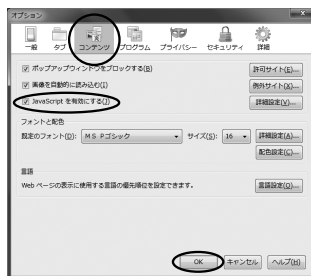 オプション
一般 タブ コンテンツ プログラム プライバシー セキュリティ 詳細
ポップアップウィンドウをブロックする(B) 許可サイト(E)...
画像を自動的に読み込む(I) 例外サイト(X)...
JavaScript を有効にする(J) 詳細設定(V)...
フォントと配色
既定のフォント(D): MS Pゴシック サイズ(S): 16 詳細設定(A)...
配色設定(C)...
言語
Web ページの表示に使用する言語の優先順位を設定できます。 言語設定(O)...
OK キャンセル ヘルプ(H)